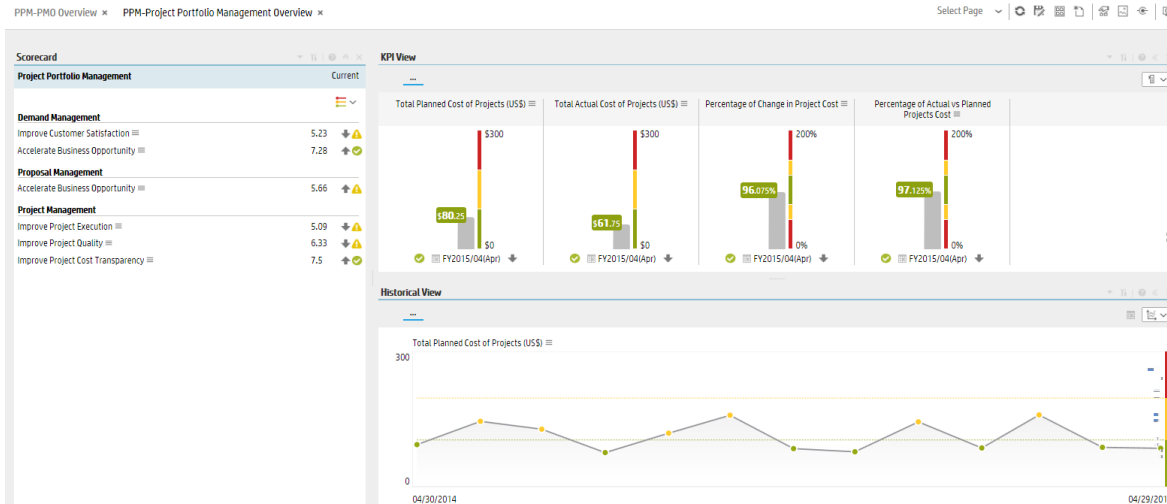 PPM-PMO Overview × PPM-Project Portfolio Management Overview ×
Select Page
Scorecard
Project Portfolio Management Current
Demand Management
Improve Customer Satisfaction 5.23
Accelerate Business Opportunity 7.28
Proposal Management
Accelerate Business Opportunity 5.66
Project Management
Improve Project Execution 5.09
Improve Project Quality 6.33
Improve Project Cost Transparency 7.5
KPI View
...
Total Planned Cost of Projects (US$)
$300
$80.25
$0
FY2015/04(Apr)
Total Actual Cost of Projects (US$)
$300
$61.75
$0
FY2015/04(Apr)
Percentage of Change in Project Cost
200%
96.075%
0%
FY2015/04(Apr)
Percentage of Actual vs Planned
Projects Cost
200%
97.125%
0%
FY2015/04(Apr)
Historical View
...
Total Planned Cost of Projects (US$)
300
0
04/30/2014 04/29/201